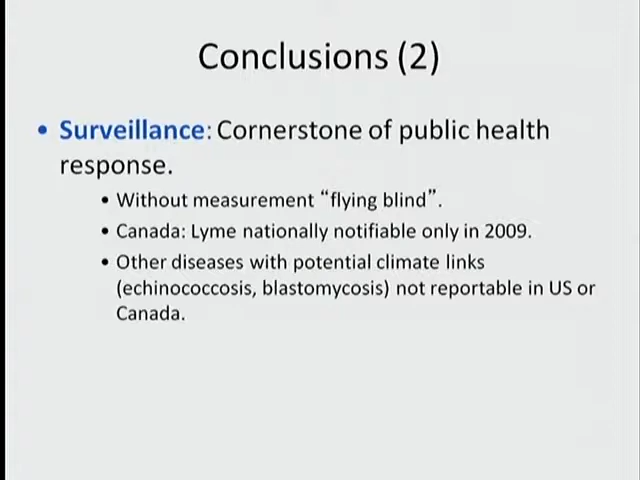 Conclusions (2)
• Surveillance: Cornerstone of public health
response.
• Without measurement “flying blind”.
• Canada: Lyme nationally notifiable only in 2009.
• Other diseases with potential climate links
(echinococcosis, blastomycosis) not reportable in US or
Canada.